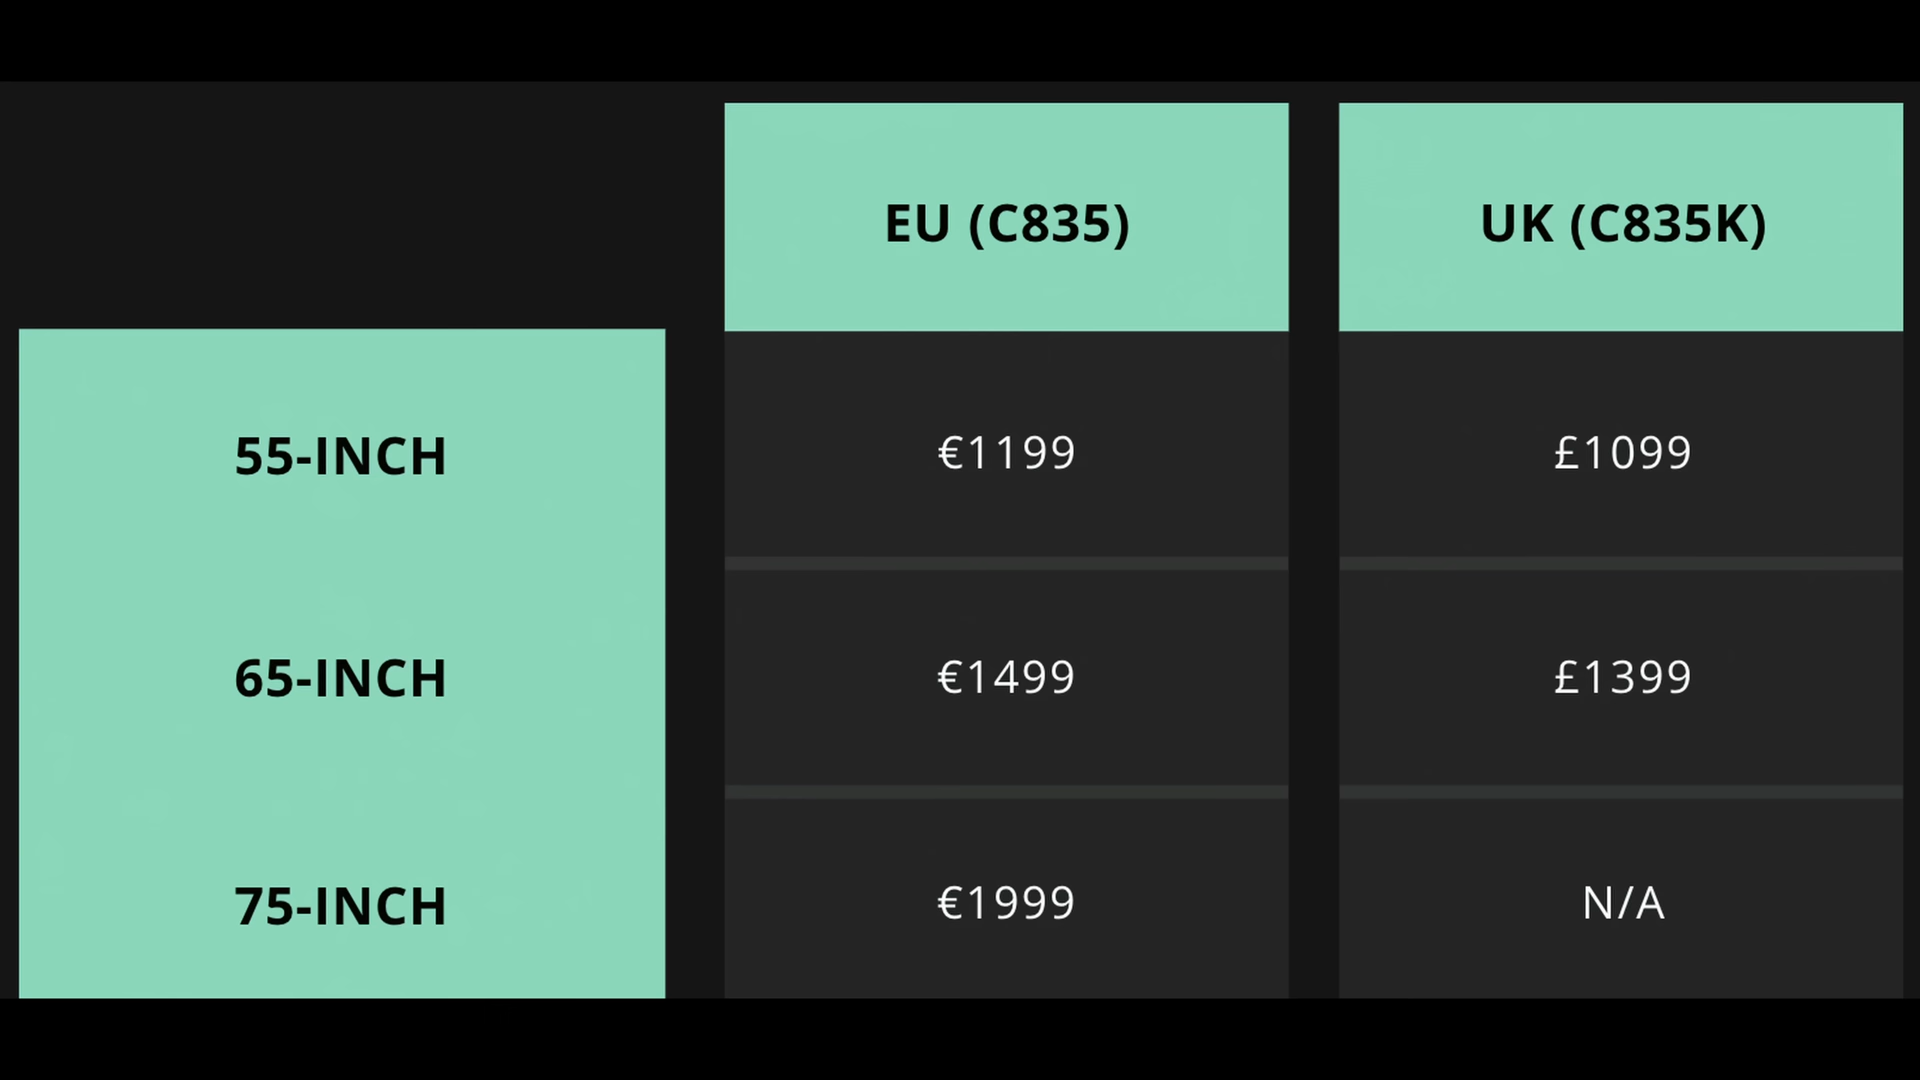 EU (C835)
UK (C835K)
55-INCH
€1199
£1099
65-INCH
€1499
£1399
75-INCH
€1999
N/A